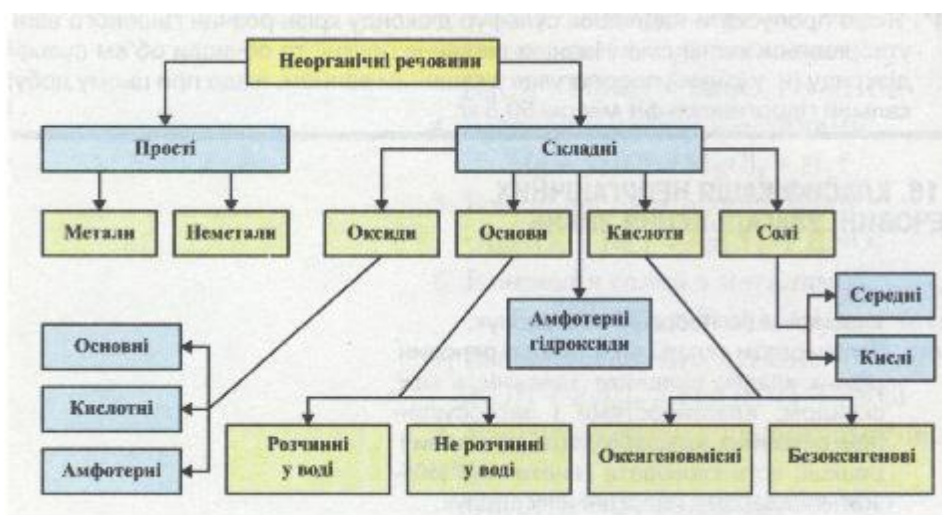 Неорганічні речовини
Прості
Складні
Метали
Неметали
Оксиди
Основи
Кислоти
Солі
Середні
Кислі
Амфотерні
гідроксиди
Основні
Кислотні
Амфотерні
Розчинні
у воді
Не розчинні
у воді
Оксигеновмісні
Безоксигенові